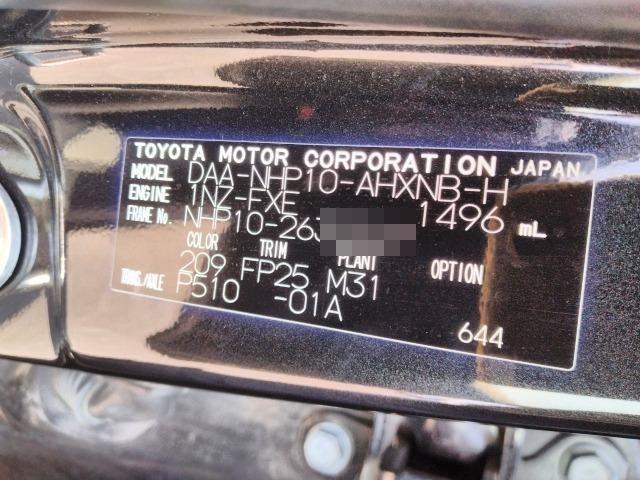 TOYOTA MOTOR CORPORATION JAPAN
MODEL DAA-NHP10-AHXNB-H
ENGINE 1NZ-FXE 1496 mL
FRAME No. NHP10-263
COLOR TRIM PLANT OPTION
209 FP25 M31
TRANS./AXLE P510 -01A
644